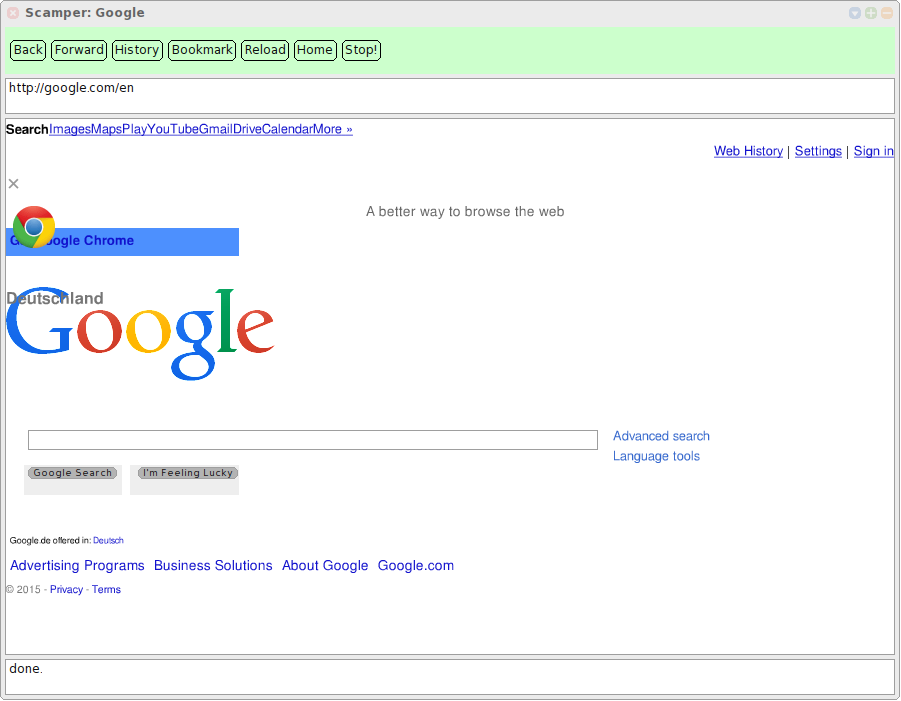 Scamper: Google
Back Forward History Bookmark Reload Home Stop!
http://google.com/en
SearchImagesMapsPlayYouTubeGmailDriveCalendarMore »
Web History | Settings | Sign in
×
A better way to browse the web
Google Chrome
Deutschland
Google
Advanced search
Language tools
Google Search I'm Feeling Lucky
Google.de offered in: Deutsch
Advertising Programs Business Solutions About Google Google.com
© 2015 - Privacy - Terms
done.